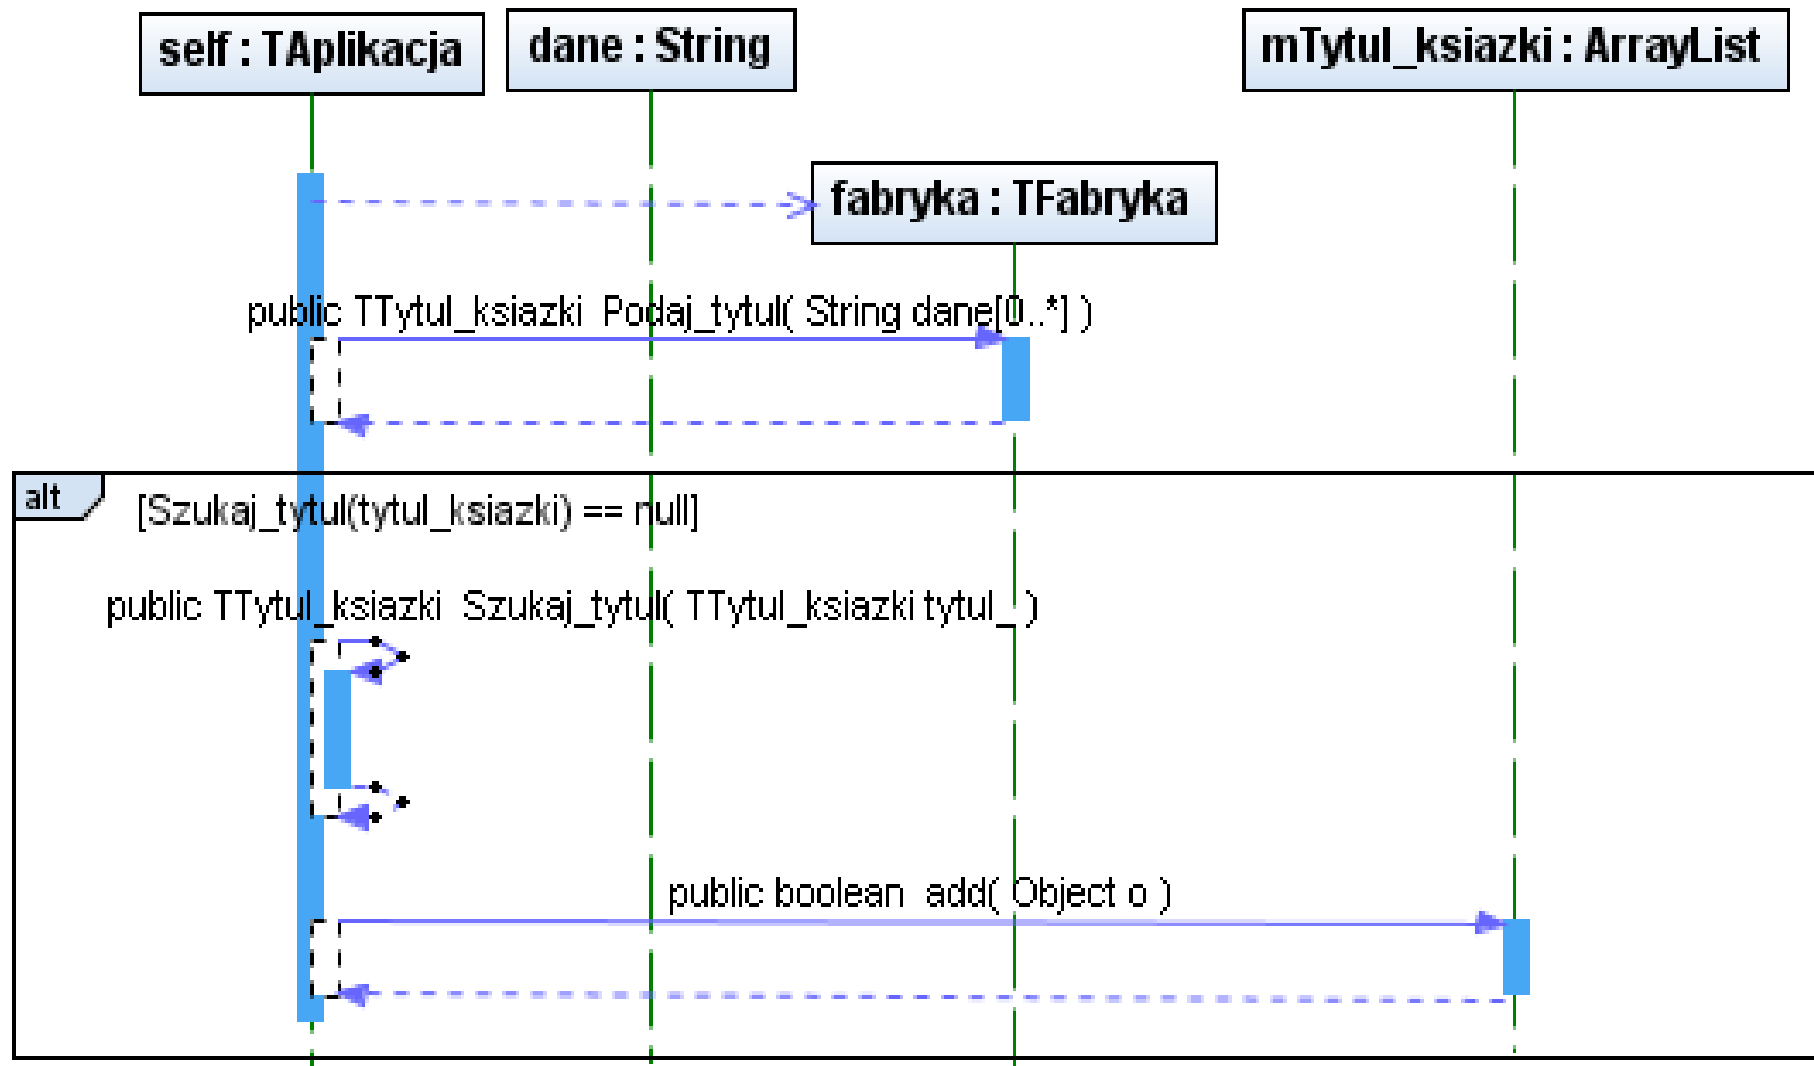 self : TAplikacja
dane : String
mTytul_ksiazki : ArrayList
fabryka : TFabryka
public TTytul_ksiazki  Podaj_tytul( String dane[0..*] )
alt
[Szukaj_tytul(tytul_ksiazki) == null]
public TTytul_ksiazki  Szukaj_tytul( TTytul_ksiazki tytul_ )
public boolean  add( Object o )